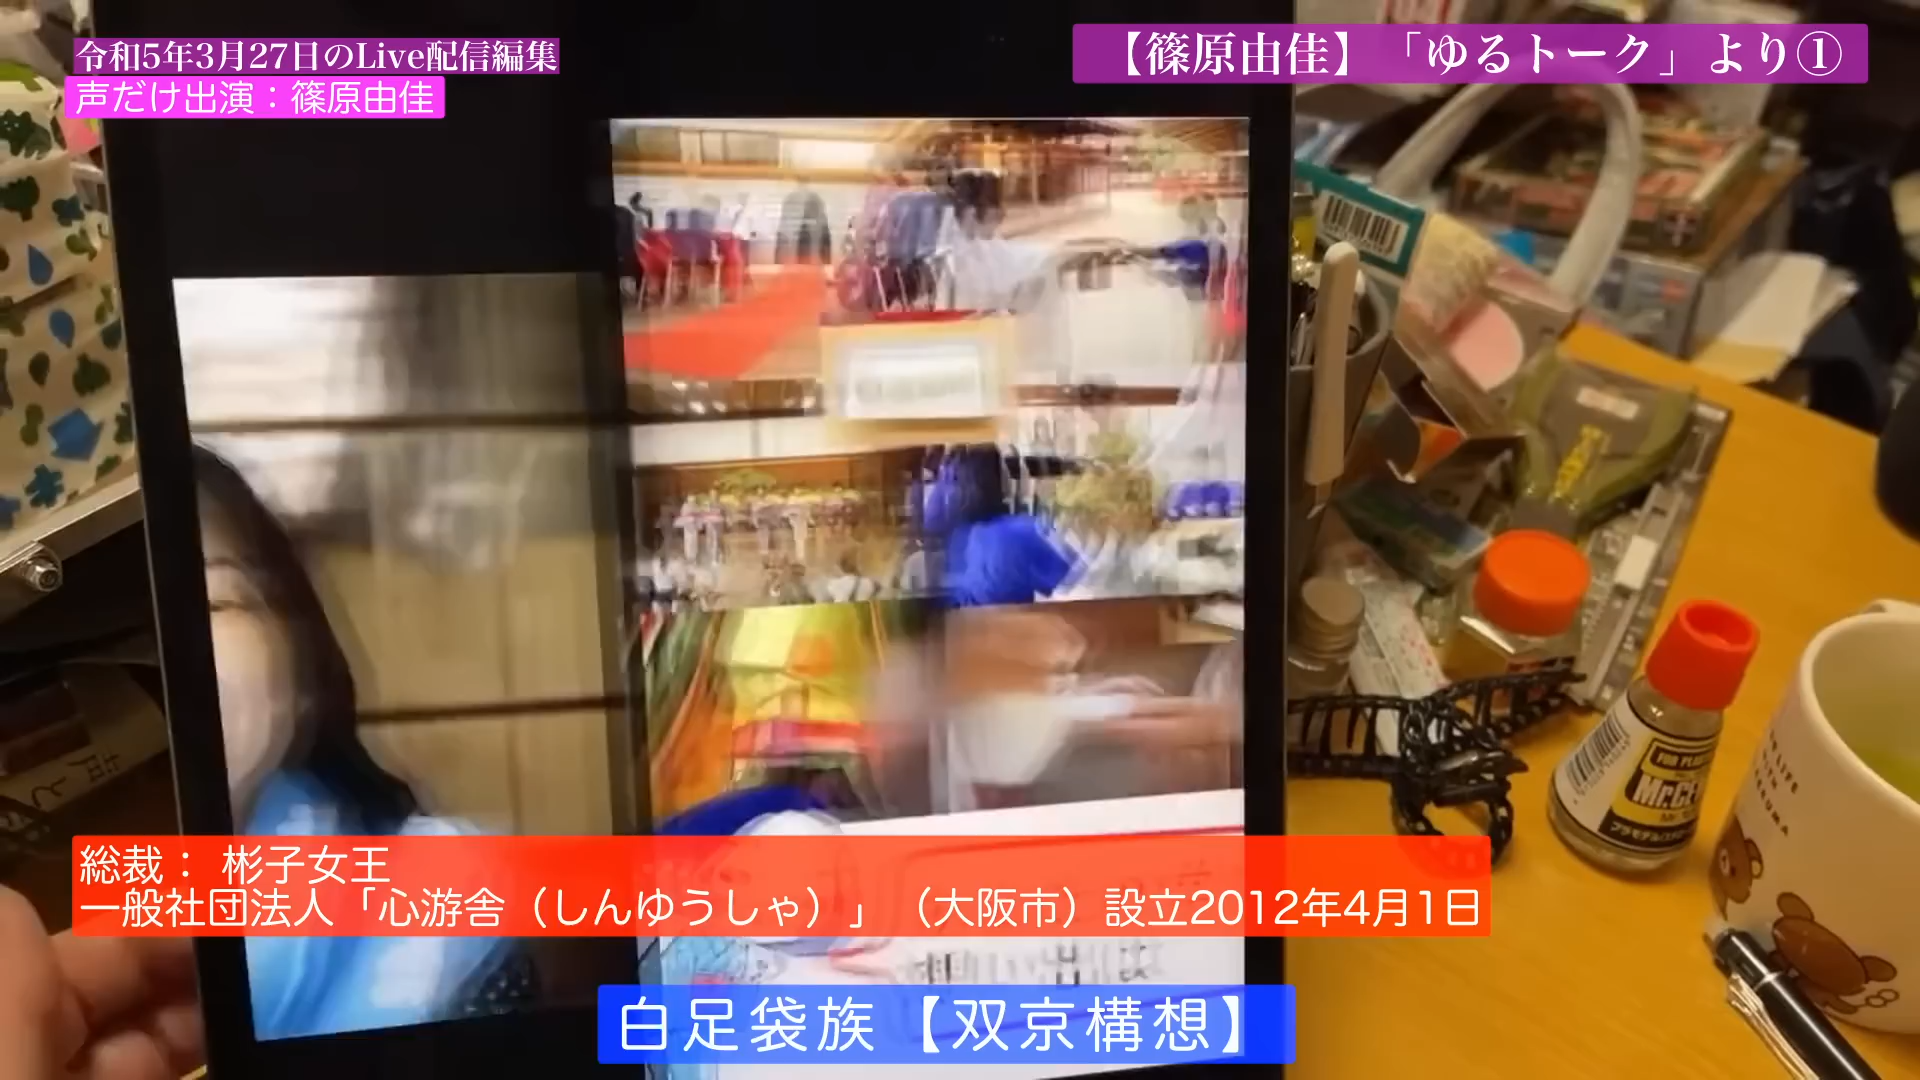 令和5年3月27日のLive配信編集
声だけ出演：篠原由佳
【篠原由佳】「ゆるトーク」より①
総裁： 彬子女王
一般社団法人「心游舎（しんゆうしゃ）」（大阪市）設立2012年4月1日
白足袋族【双京構想】